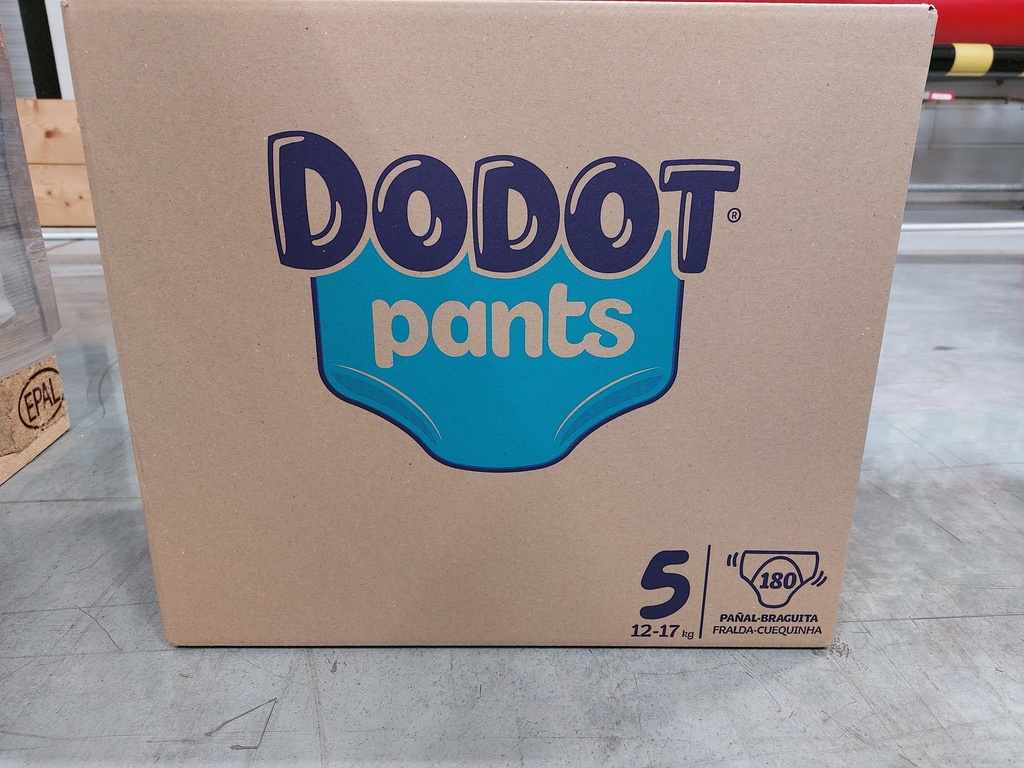 DODOT®
pants
EPAL
5
12-17 kg
180
PAÑAL-BRAGUITA
FRALDA-CUEQUINHA